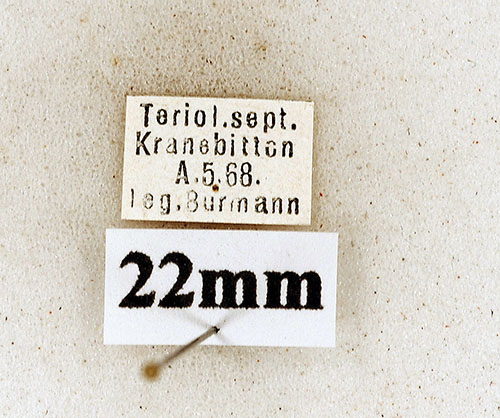 Teriol.sept.
Kranebitten
A.5.68.
leg.Burmann
22mm